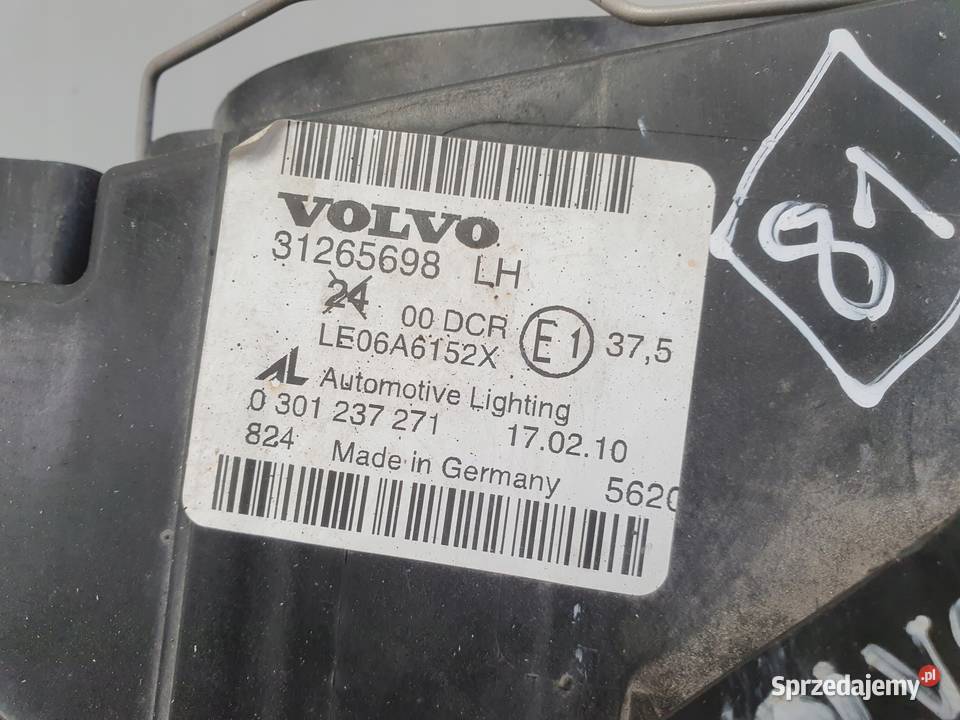 VOLVO
31265698 LH
24 00 DCR E1 37,5
LE06A6152X
AL Automotive Lighting
0 301 237 271 17.02.10
824 Made in Germany 5620
81
Sprzedajemy.pl